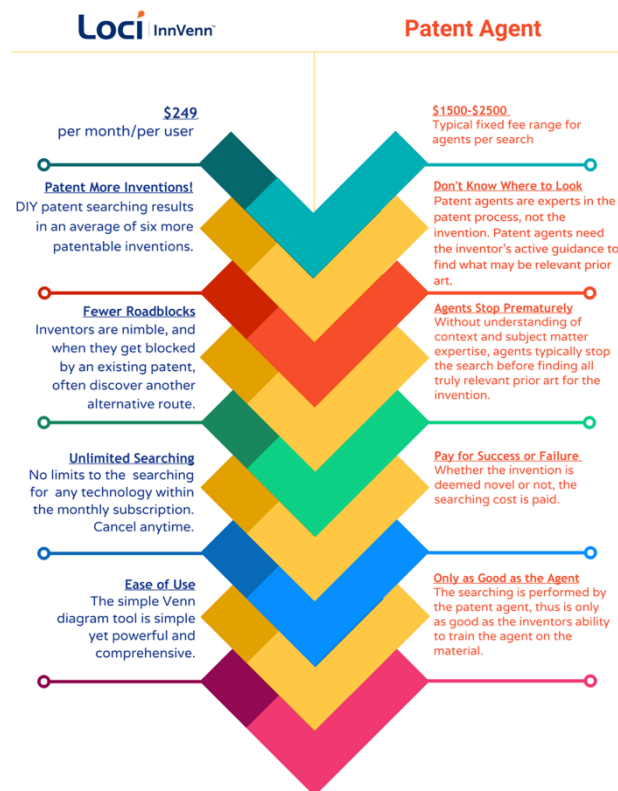 Loci InnVenn™
Patent Agent
$249
per month/per user
$1500-$2500
Typical fixed fee range for
agents per search
Patent More Inventions!
DIY patent searching results
in an average of six more
patentable inventions.
Don't Know Where to Look
Patent agents are experts in the
patent process, not the
invention. Patent agents need
the inventor's active guidance to
find what may be relevant prior
art.
Fewer Roadblocks
Inventors are nimble, and
when they get blocked
by an existing patent,
often discover another
alternative route.
Agents Stop Prematurely
Without understanding of
context and subject matter
expertise, agents typically stop
the search before finding all
truly relevant prior art for the
invention.
Unlimited Searching
No limits to the searching
for any technology within
the monthly subscription.
Cancel anytime.
Pay for Success or Failure
Whether the invention is
deemed novel or not, the
searching cost is paid.
Ease of Use
The simple Venn
diagram tool is simple
yet powerful and
comprehensive.
Only as Good as the Agent
The searching is performed by
the patent agent, thus is only
as good as the inventors ability
to train the agent on the
material.